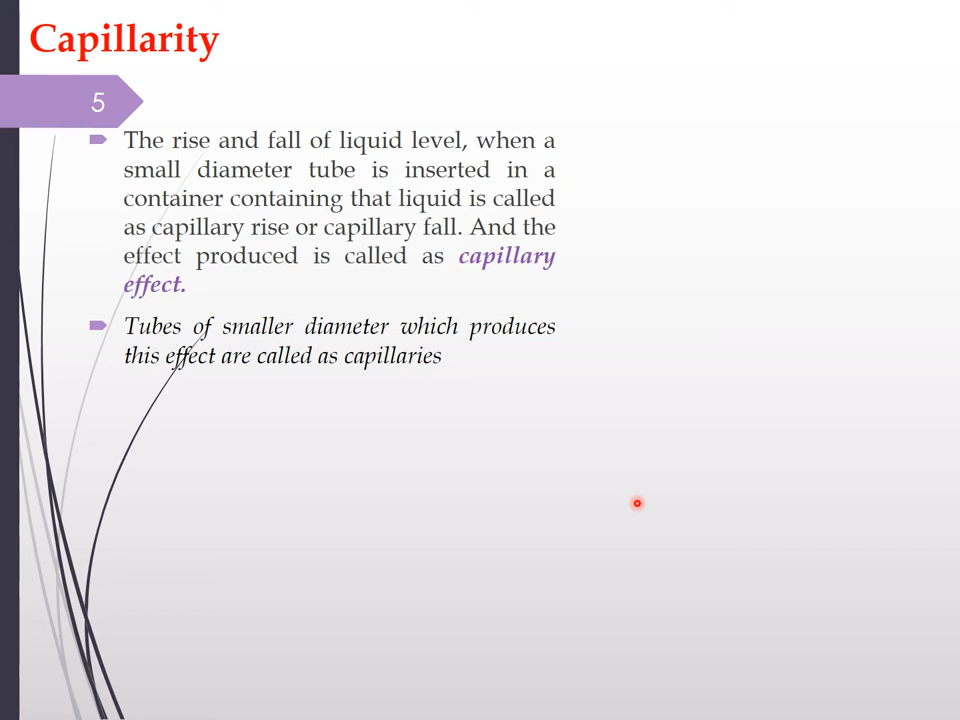 Capillarity
5
The rise and fall of liquid level, when a
small diameter tube is inserted in a
container containing that liquid is called
as capillary rise or capillary fall. And the
effect produced is called as capillary
effect.
Tubes of smaller diameter which produces
this effect are called as capillaries